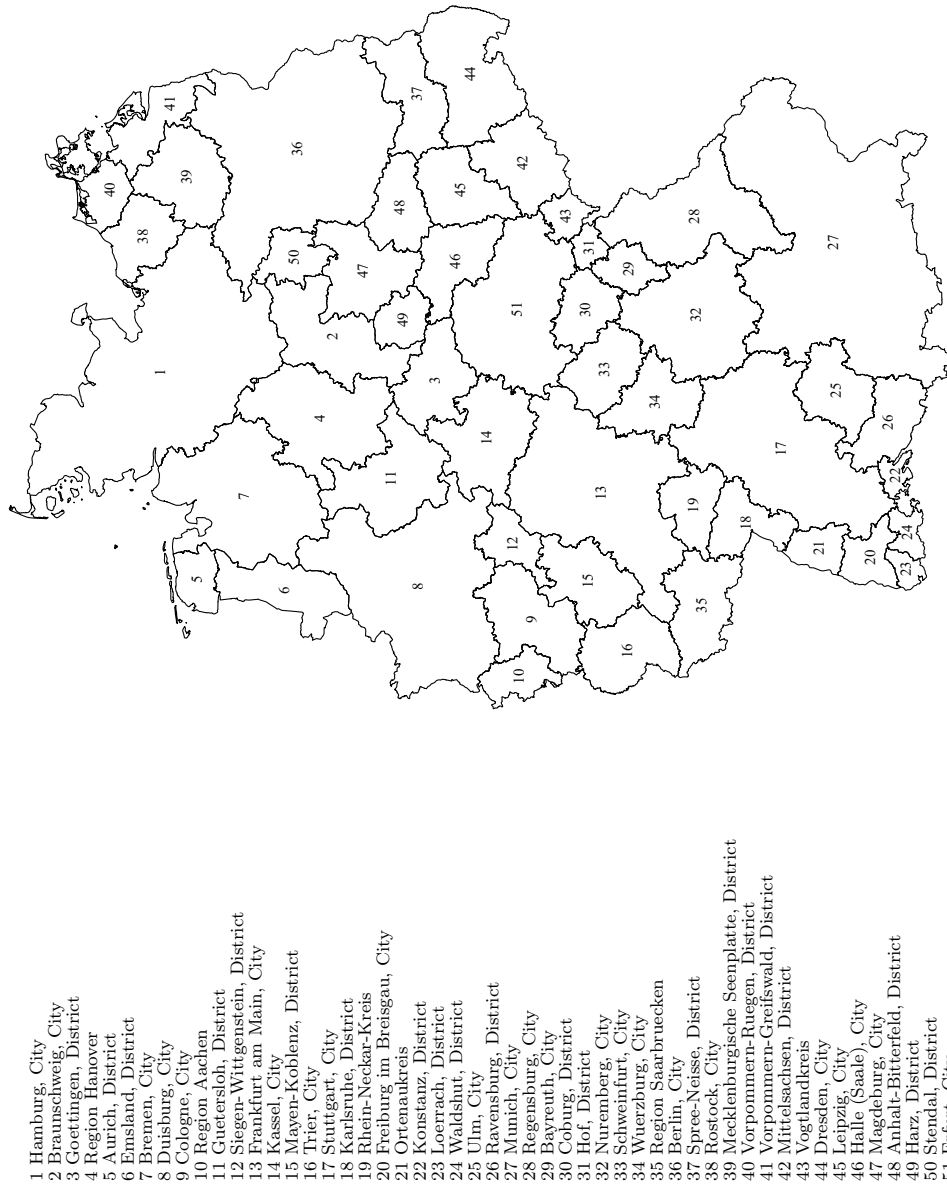 1 Hamburg, City
2 Braunschweig, City
3 Goettingen, District
4 Region Hanover
5 Aurich, District
6 Emsland, District
7 Bremen, City
8 Duisburg, City
9 Cologne, City
10 Region Aachen
11 Guetersloh, District
12 Siegen-Wittgenstein, District
13 Frankfurt am Main, City
14 Kassel, City
15 Mayen-Koblenz, District
16 Trier, City
17 Stuttgart, City
18 Karlsruhe, District
19 Rhein-Neckar-Kreis
20 Freiburg im Breisgau, City
21 Ortenaukreis
22 Konstanz, District
23 Loerrach, District
24 Waldshut, District
25 Ulm, City
26 Ravensburg, District
27 Munich, City
28 Regensburg, City
29 Bayreuth, City
30 Coburg, District
31 Hof, District
32 Nuremberg, City
33 Schweinfurt, City
34 Wuerzburg, City
35 Region Saarbruecken
36 Berlin, City
37 Spree-Neisse, District
38 Rostock, City
39 Mecklenburgische Seenplatte, District
40 Vorpommern-Ruegen, District
41 Vorpommern-Greifswald, District
42 Mittelsachsen, District
43 Vogtlandkreis
44 Dresden, City
45 Leipzig, City
46 Halle (Saale), City
47 Magdeburg, City
48 Anhalt-Bitterfeld, District
49 Harz, District
50 Stendal, District
44
37
41
36
42
45
39
48
40
43
28
38
46
31
27
50
47
29
51
30
32
49
2
1
33
25
3
34
26
4
14
17
22
11
13
19
7
24
18
12
21
20
23
5
15
6
8
9
35
16
10